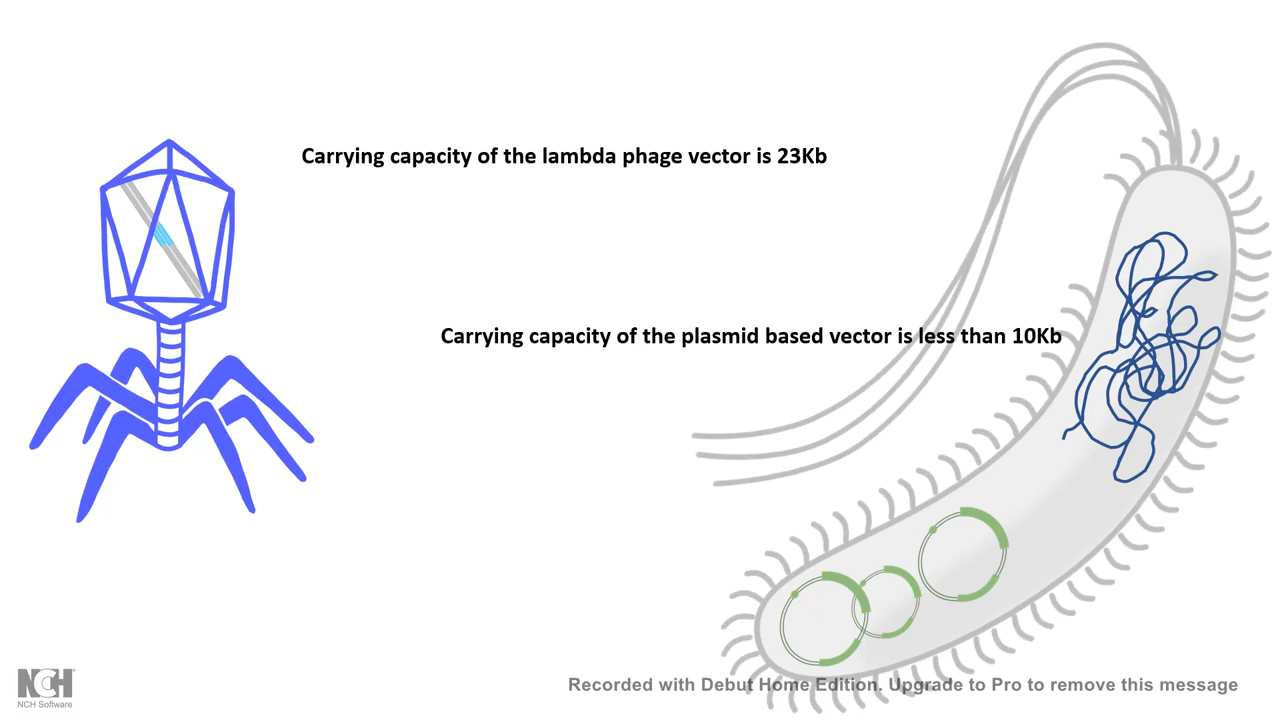 Carrying capacity of the lambda phage vector is 23Kb
Carrying capacity of the plasmid based vector is less than 10Kb
NCH
NCH Software
Recorded with Debut Home Edition. Upgrade to Pro to remove this message